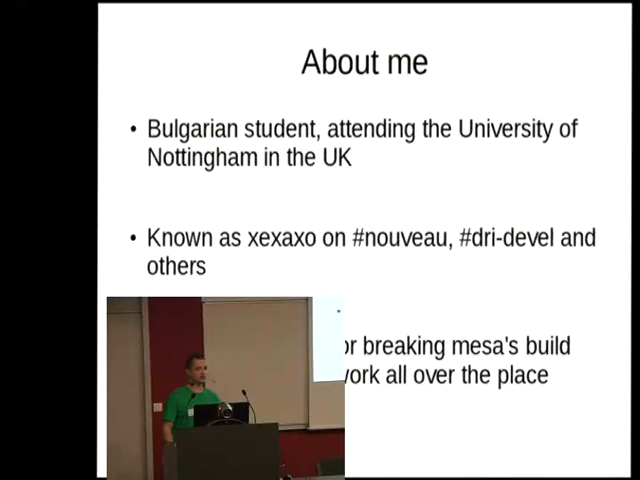 About me
• Bulgarian student, attending the University of
Nottingham in the UK
• Known as xexaxo on #nouveau, #dri-devel and
others
or breaking mesa's build
work all over the place